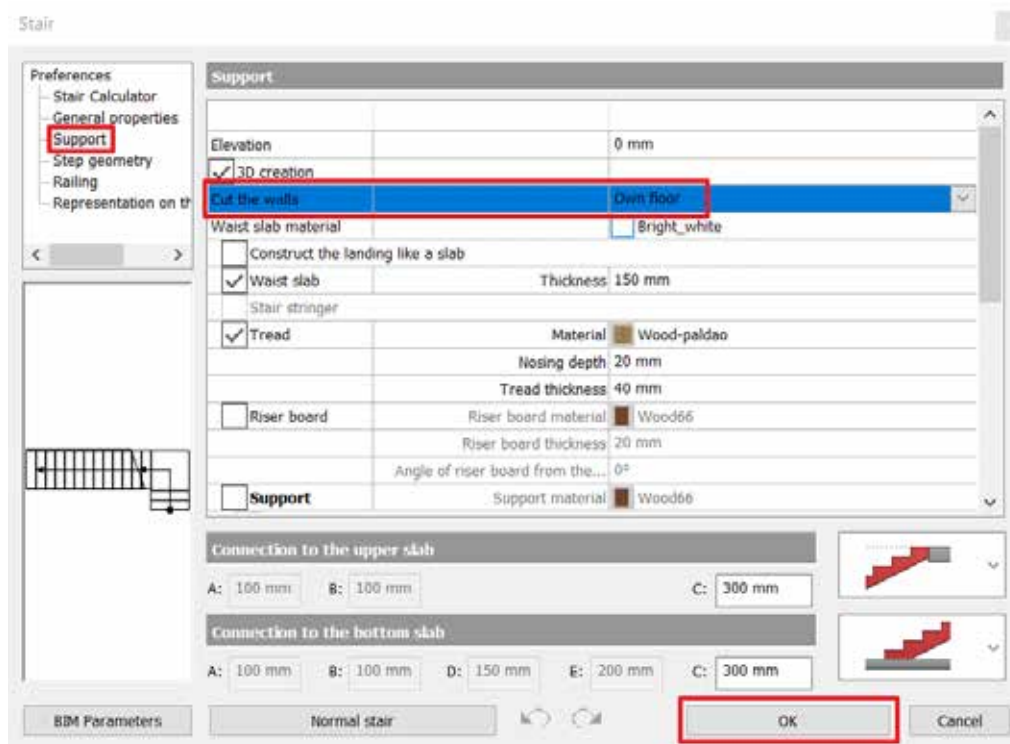 Stair
Preferences
Stair Calculator
General properties
Support
Step geometry
Railing
Representation on th
Support
Elevation 0 mm
3D creation
Cut the walls Own floor
Waist slab material Bright_white
Construct the landing like a slab
Waist slab Thickness 150 mm
Stair stringer
Tread Material Wood-paldao
Nosing depth 20 mm
Tread thickness 40 mm
Riser board Riser board material Wood66
Riser board thickness 20 mm
Angle of riser board from the... 0°
Support Support material Wood66
Connection to the upper slab
A: 100 mm B: 100 mm C: 300 mm
Connection to the bottom slab
A: 100 mm B: 100 mm D: 150 mm E: 200 mm C: 300 mm
BIM Parameters Normal stair OK Cancel